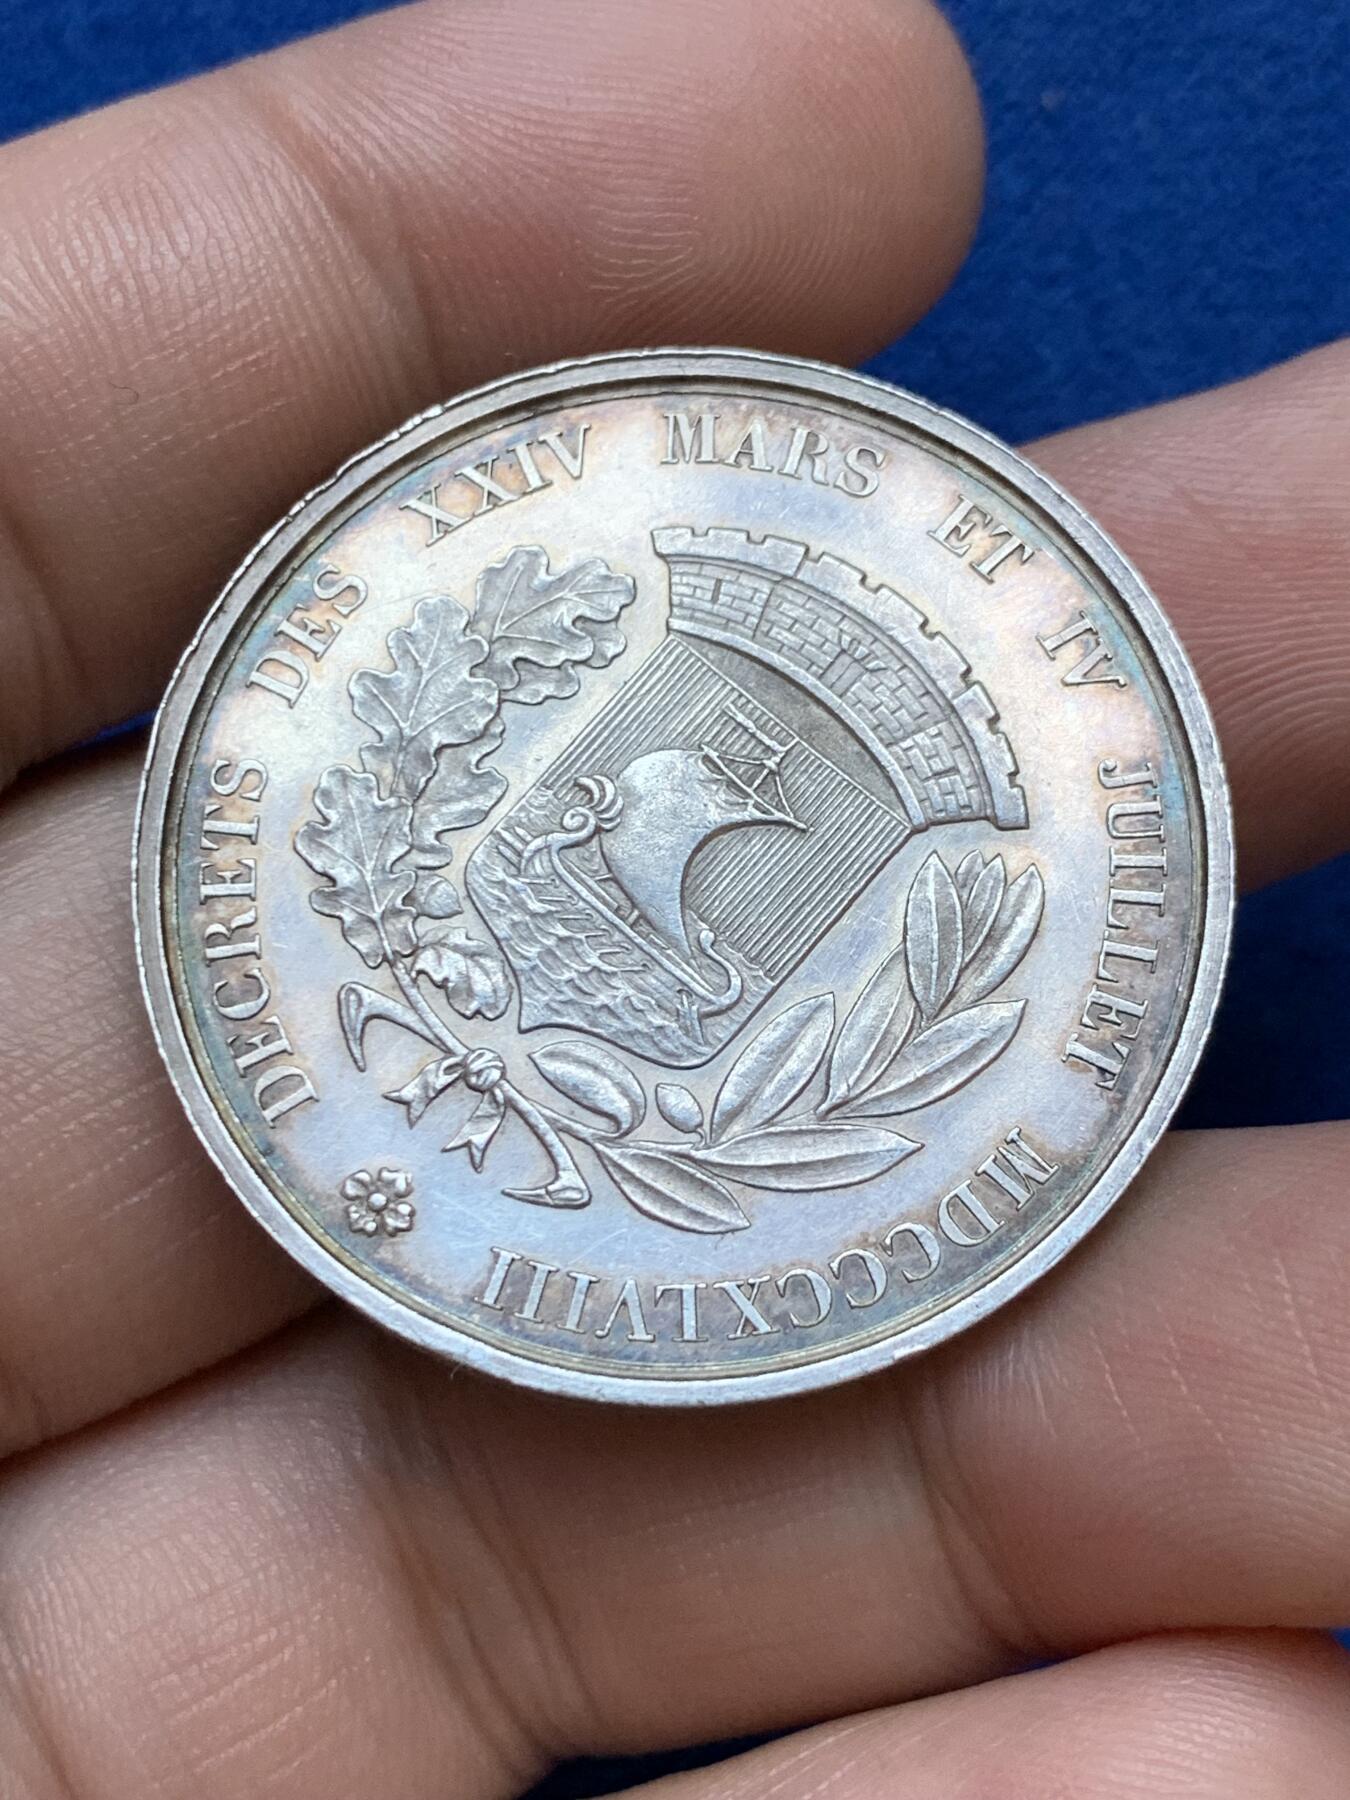 DECRETS DES XXIV MARS ET IV JUILLET MDCCCXLVIII